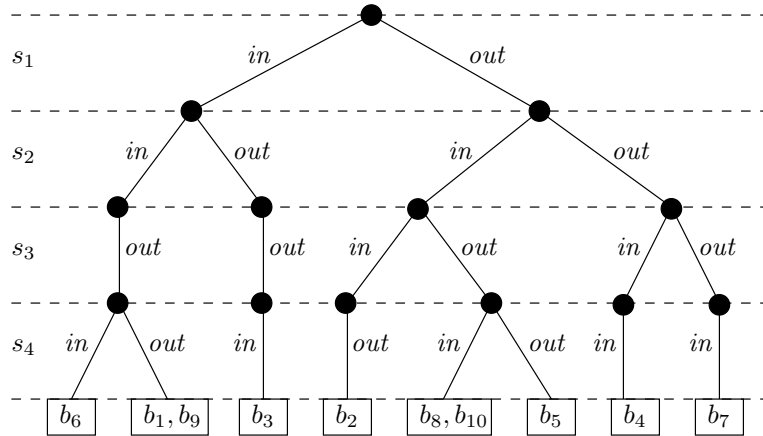 s₁ in out
s₂ in out in out
s₃ out out in out in out
s₄ in out in out in out in in
b₆ b₁, b₉ b₃ b₂ b₈, b₁₀ b₅ b₄ b₇